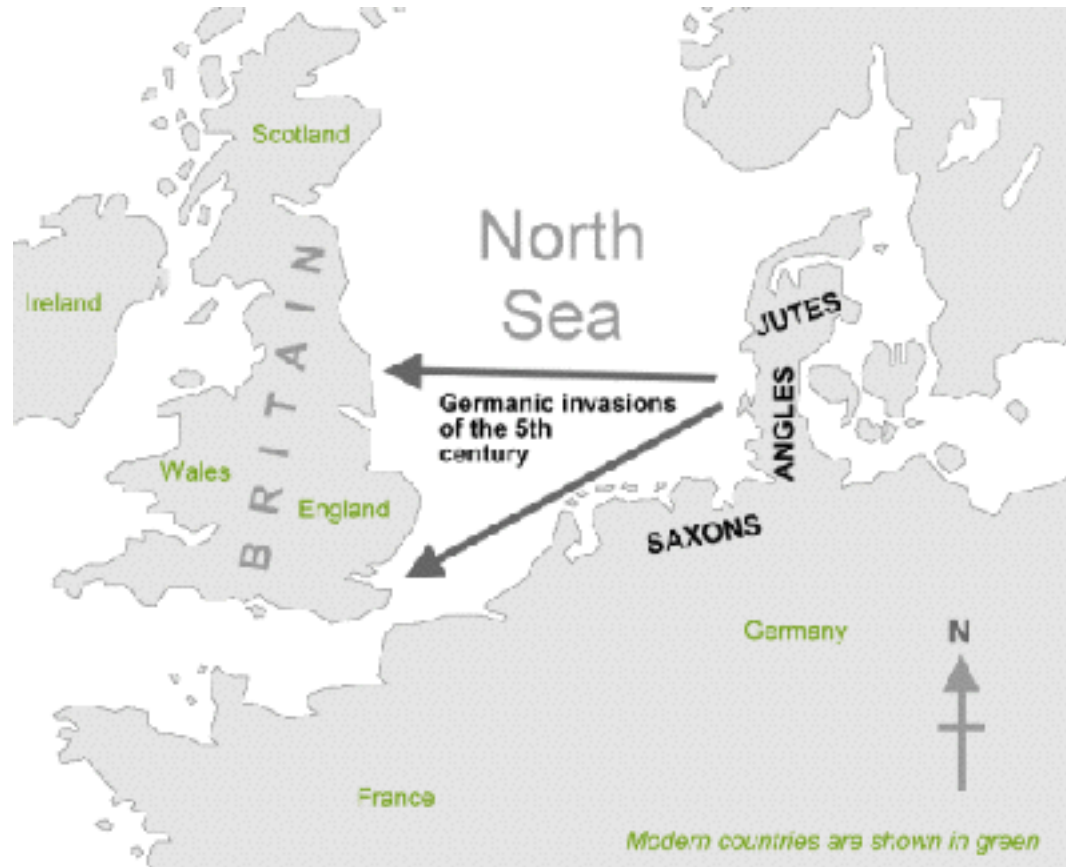 Scotland
North
Sea
Ireland
BRITAIN
JUTES
ANGLES
Germanic invasions
of the 5th
century
Wales
England
SAXONS
Germany
N
France
Modern countries are shown in green